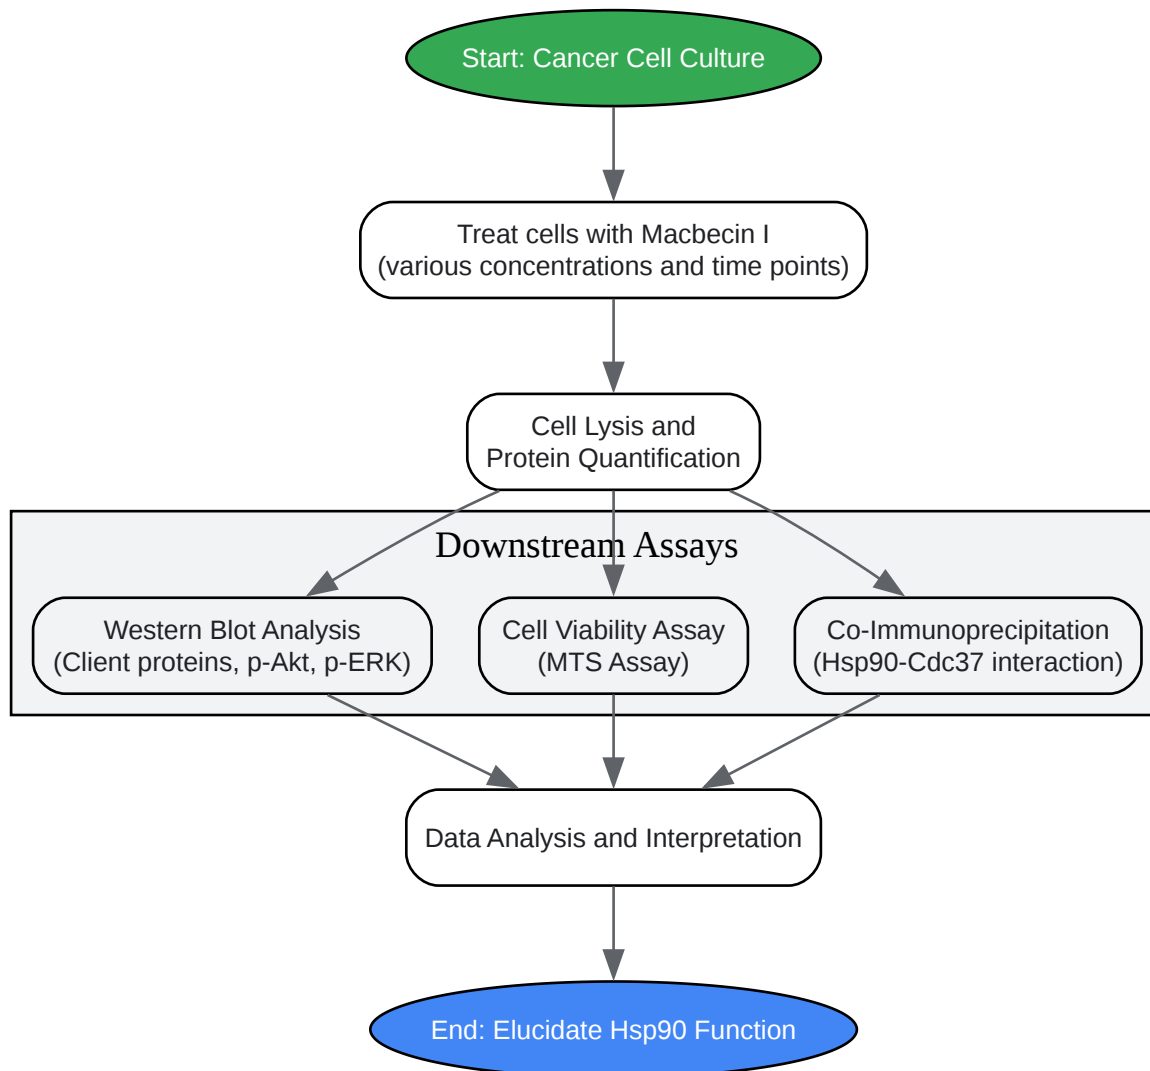 Start: Cancer Cell Culture
Treat cells with Macbecin I
(various concentrations and time points)
Cell Lysis and
Protein Quantification
Downstream Assays
Western Blot Analysis
(Client proteins, p-Akt, p-ERK)
Cell Viability Assay
(MTS Assay)
Co-Immunoprecipitation
(Hsp90-Cdc37 interaction)
Data Analysis and Interpretation
End: Elucidate Hsp90 Function